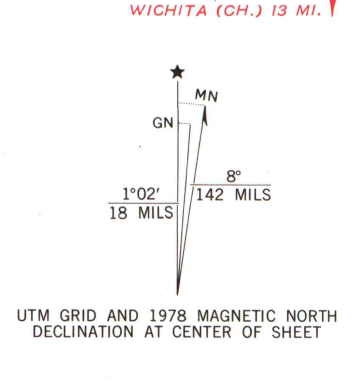 WICHITA (CH.) 13 MI.
★
MN
GN
1°02′
18 MILS
8°
142 MILS
UTM GRID AND 1978 MAGNETIC NORTH
DECLINATION AT CENTER OF SHEET